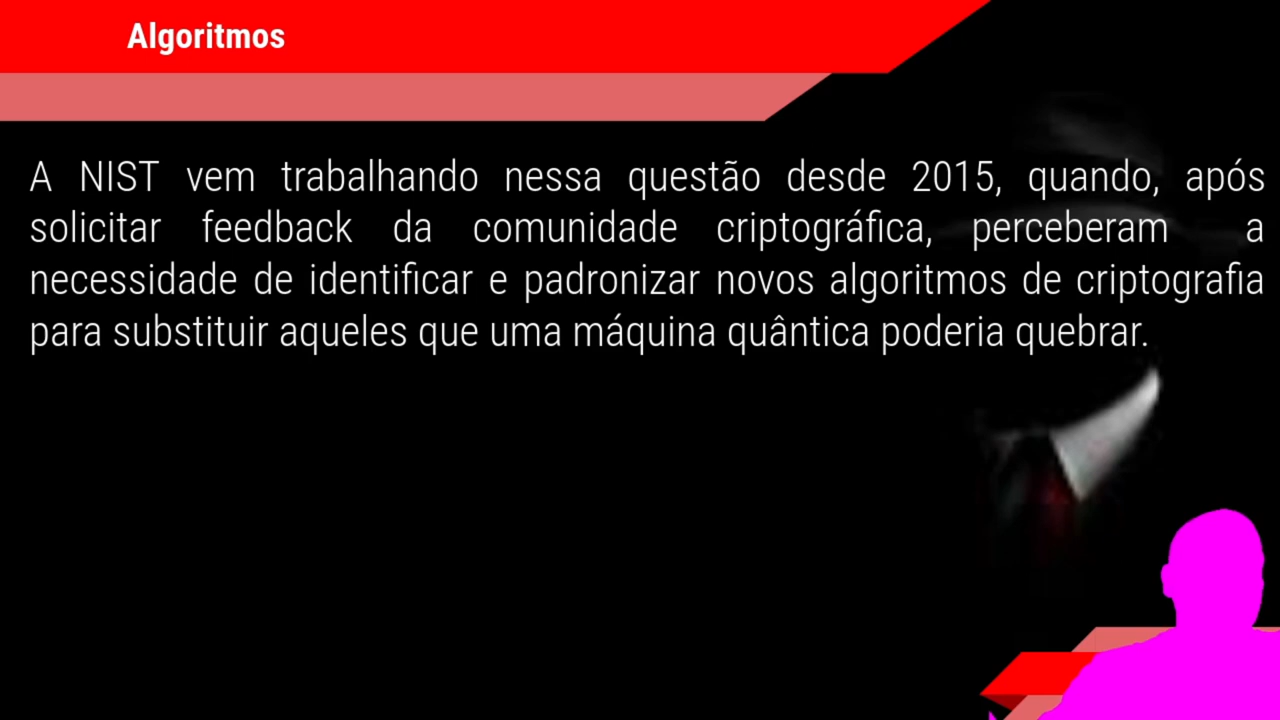 Algoritmos
A NIST vem trabalhando nessa questão desde 2015, quando, após
solicitar feedback da comunidade criptográfica, perceberam a
necessidade de identificar e padronizar novos algoritmos de criptografia
para substituir aqueles que uma máquina quântica poderia quebrar.